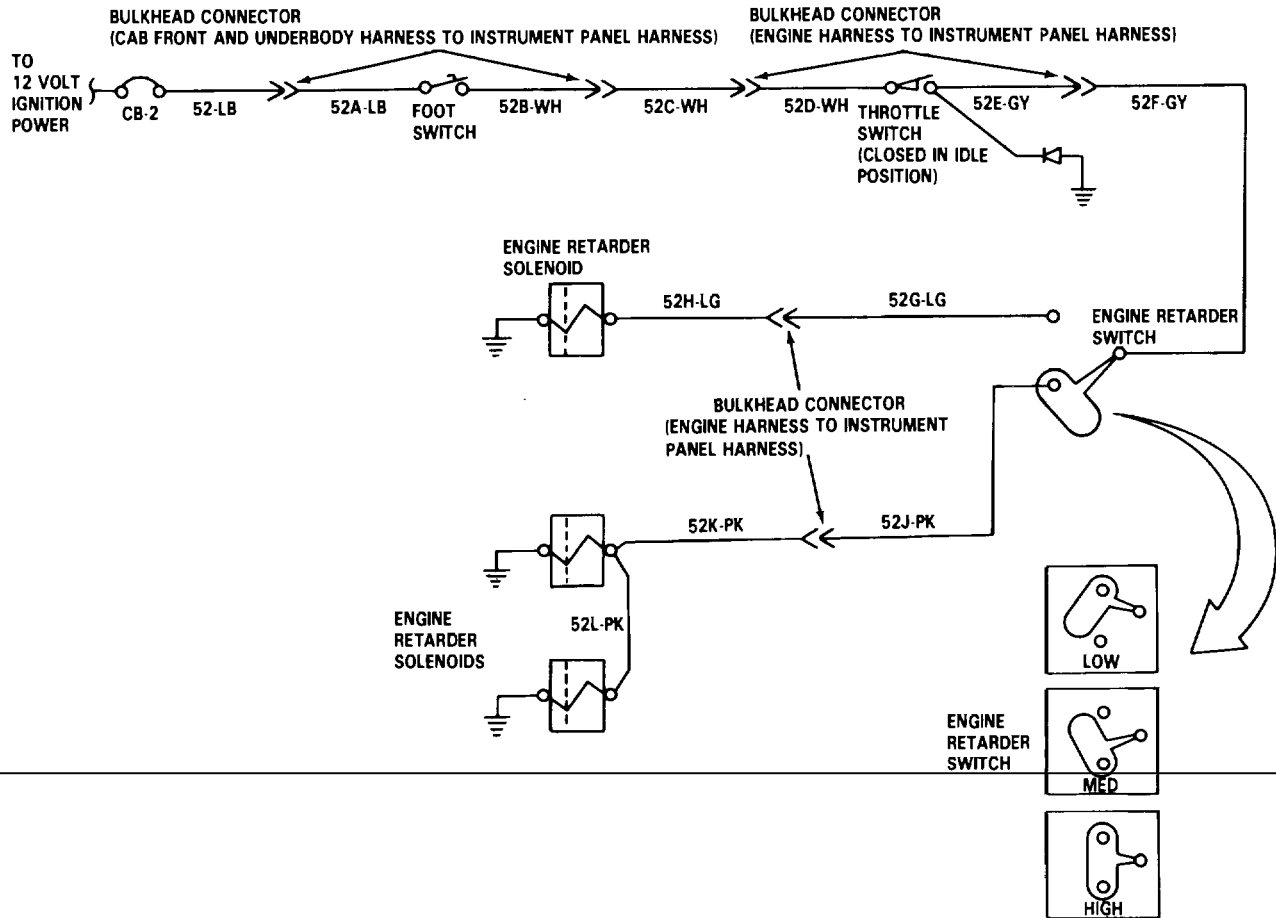 BULKHEAD CONNECTOR
(CAB FRONT AND UNDERBODY HARNESS TO INSTRUMENT PANEL HARNESS)
BULKHEAD CONNECTOR
(ENGINE HARNESS TO INSTRUMENT PANEL HARNESS)
TO
12 VOLT
IGNITION
POWER
CB-2
52-LB
52A-LB
FOOT
SWITCH
52B-WH
52C-WH
52D-WH
THROTTLE
SWITCH
(CLOSED IN IDLE
POSITION)
52E-GY
52F-GY
ENGINE RETARDER
SOLENOID
52H-LG
52G-LG
ENGINE RETARDER
SWITCH
BULKHEAD CONNECTOR
(ENGINE HARNESS TO INSTRUMENT
PANEL HARNESS)
52K-PK
52J-PK
ENGINE
RETARDER
SOLENOIDS
52L-PK
LOW
ENGINE
RETARDER
SWITCH
MED
HIGH